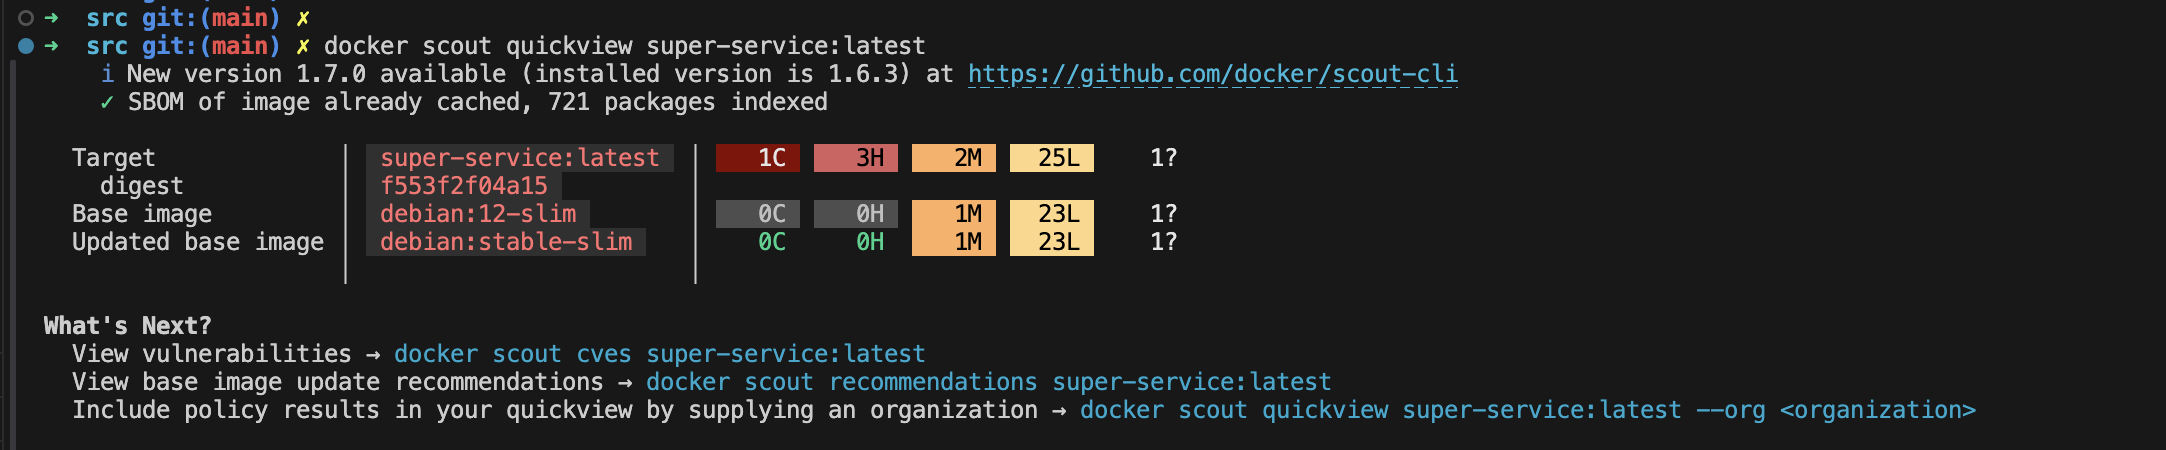 ➜ src git:(main) ✗
➜ src git:(main) ✗ docker scout quickview super-service:latest
i New version 1.7.0 available (installed version is 1.6.3) at https://github.com/docker/scout-cli
✓ SBOM of image already cached, 721 packages indexed
Target │ super-service:latest │ 1C 3H 2M 25L 1?
digest │ f553f2f04a15 │
Base image │ debian:12-slim │ 0C 0H 1M 23L 1?
Updated base image │ debian:stable-slim │ 0C 0H 1M 23L 1?
What's Next?
View vulnerabilities → docker scout cves super-service:latest
View base image update recommendations → docker scout recommendations super-service:latest
Include policy results in your quickview by supplying an organization → docker scout quickview super-service:latest --org <organization>